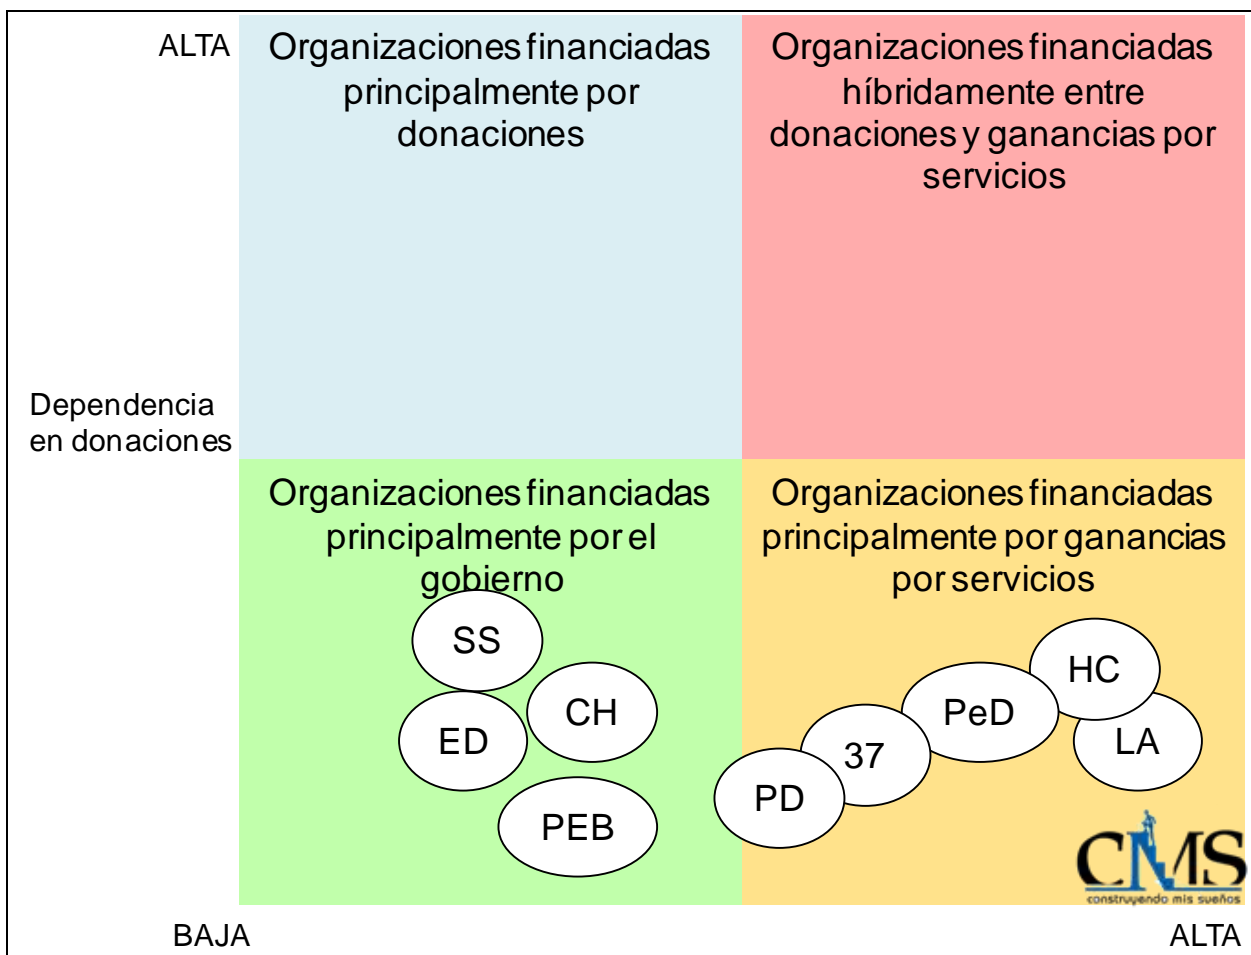 ALTA
Organizaciones financiadas
principalmente por
donaciones
Organizaciones financiadas
híbridamente entre
donaciones y ganancias por
servicios
Dependencia
en donaciones
Organizaciones financiadas
principalmente por el
gobierno
Organizaciones financiadas
principalmente por ganancias
por servicios
SS
CH
ED
PEB
HC
PeD
LA
37
PD
CMS
construyendo mis sueños
BAJA
ALTA